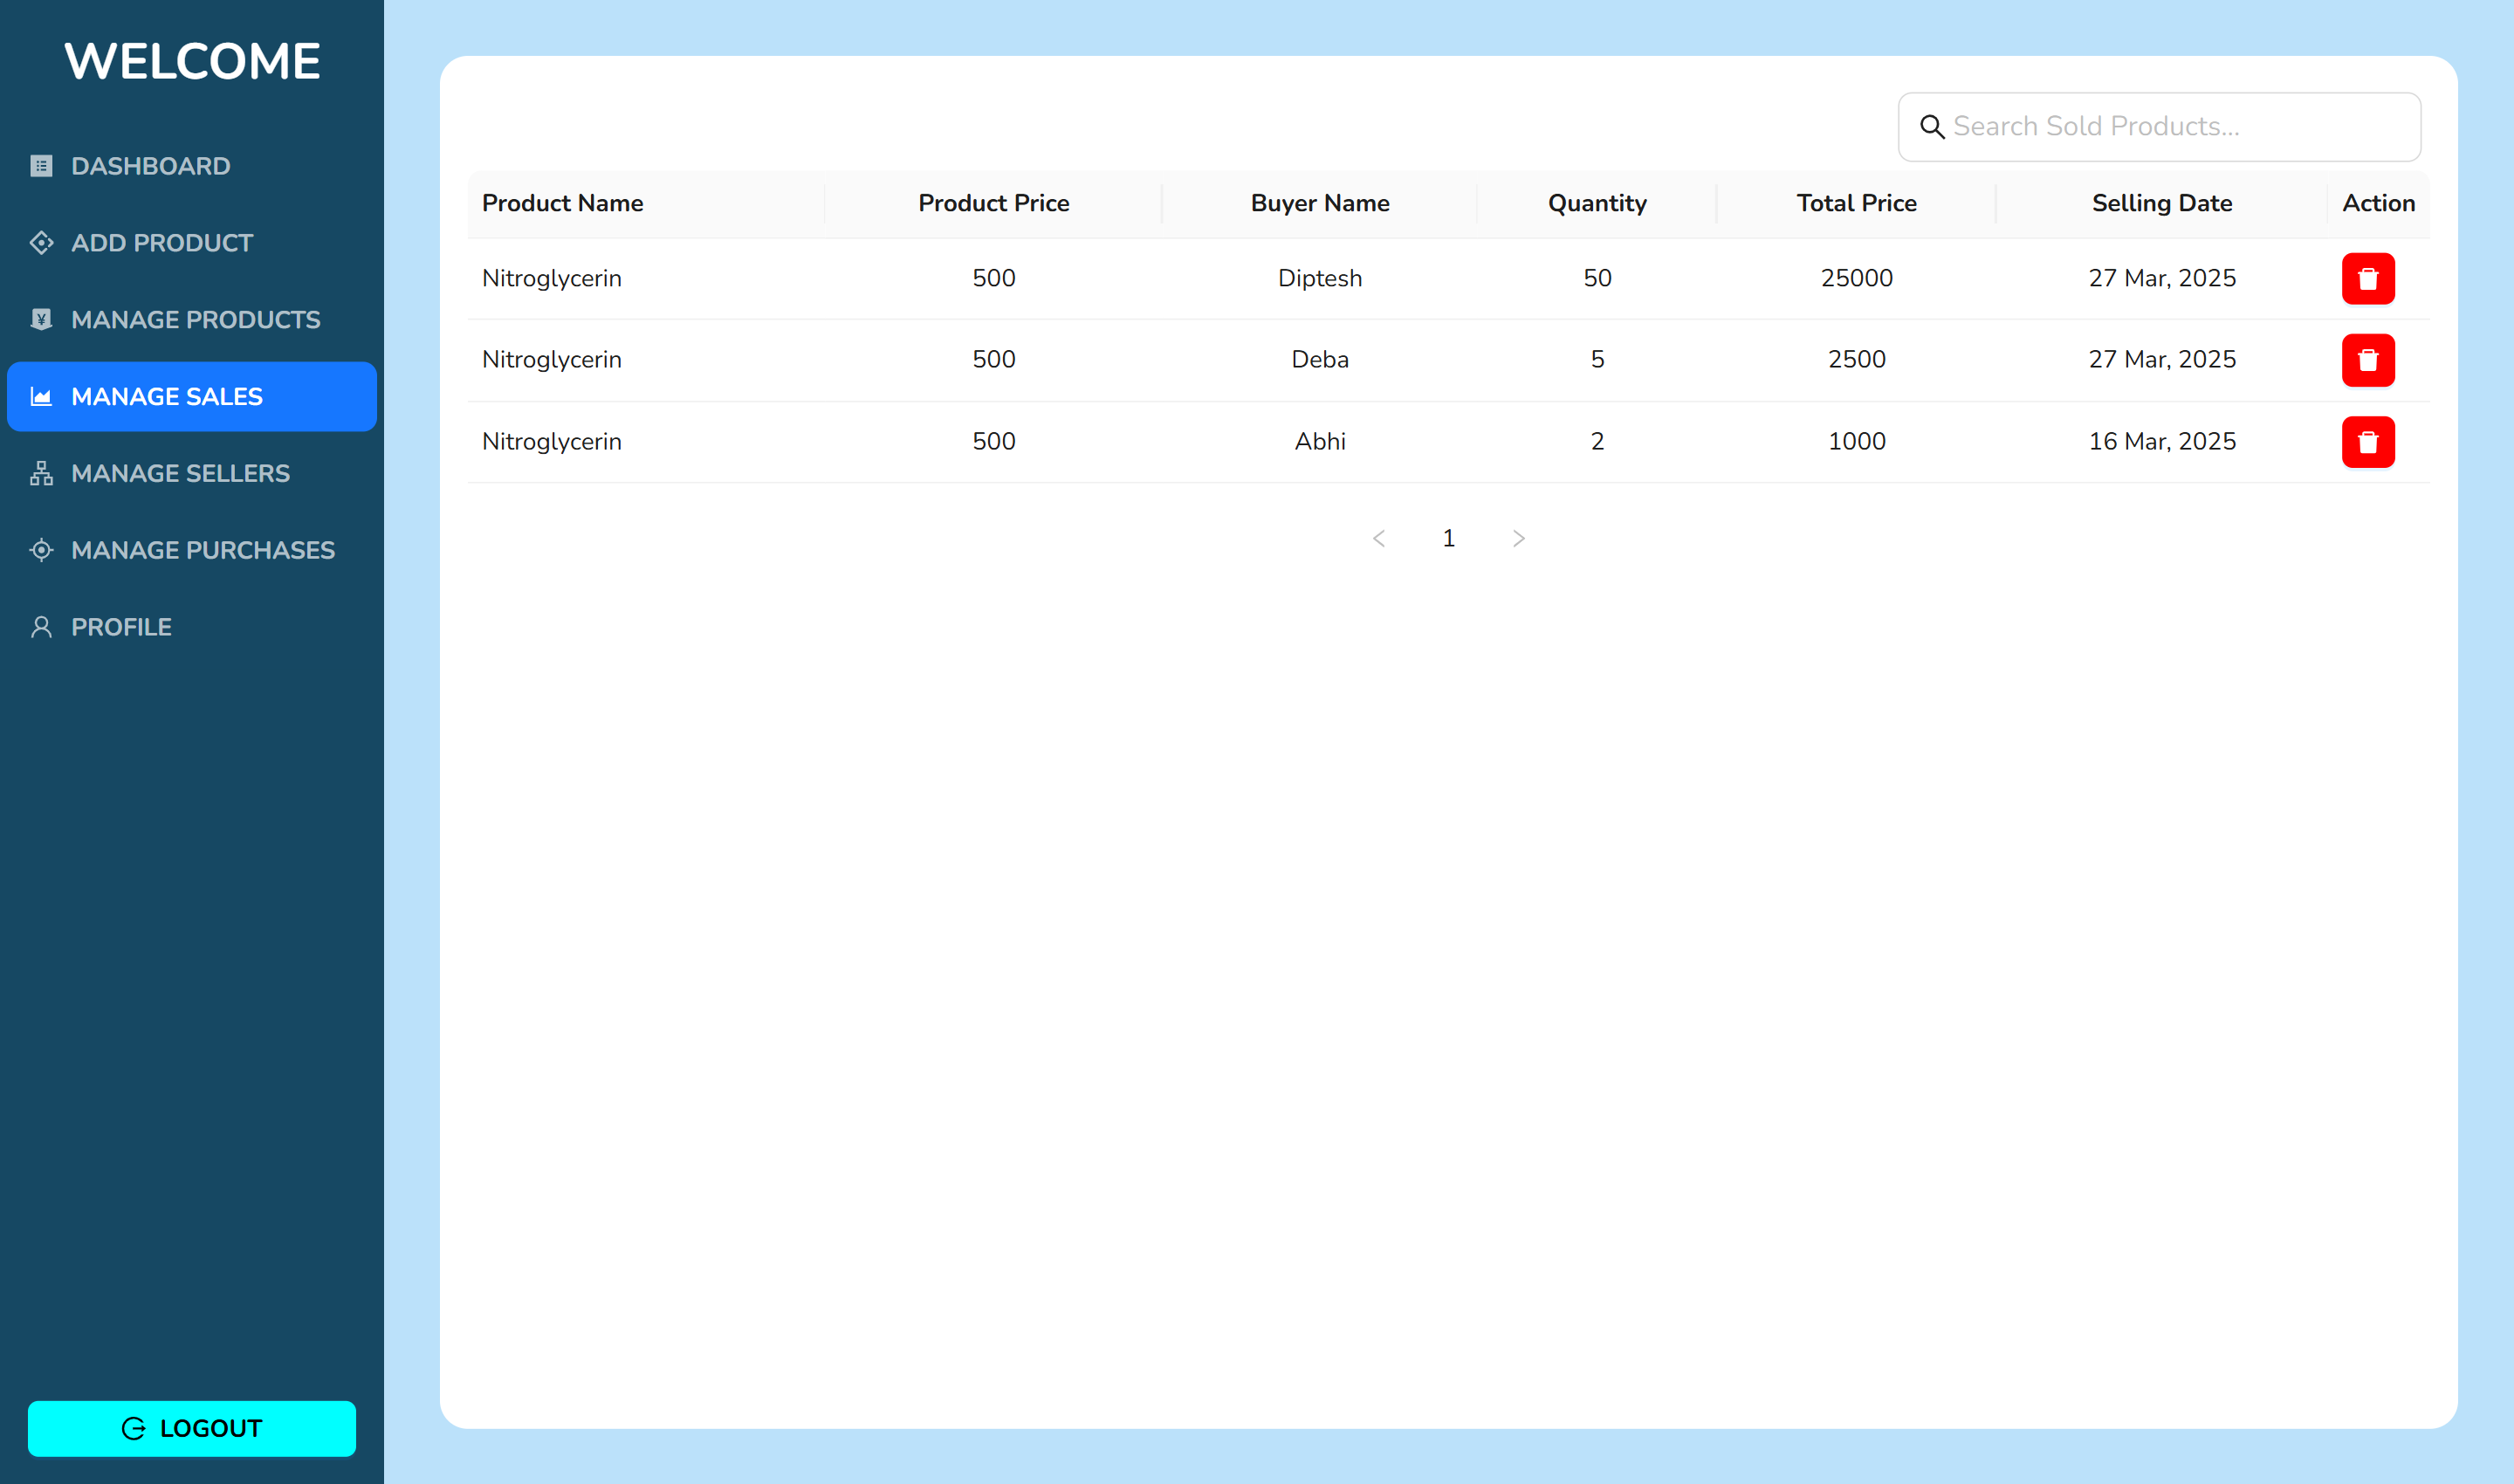 WELCOME
DASHBOARD
ADD PRODUCT
MANAGE PRODUCTS
MANAGE SALES
MANAGE SELLERS
MANAGE PURCHASES
PROFILE
LOGOUT
Search Sold Products...
Product Name Product Price Buyer Name Quantity Total Price Selling Date Action
Nitroglycerin 500 Diptesh 50 25000 27 Mar, 2025
Nitroglycerin 500 Deba 5 2500 27 Mar, 2025
Nitroglycerin 500 Abhi 2 1000 16 Mar, 2025
1